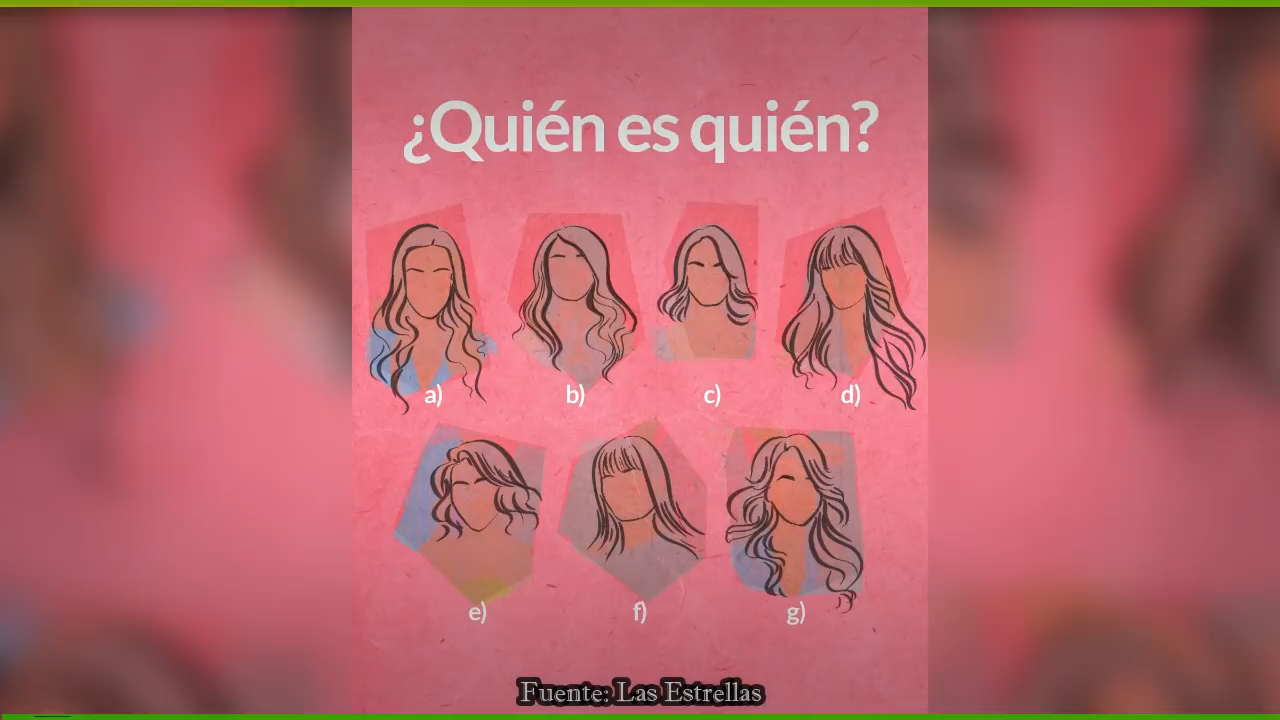 ¿Quién es quién?
a) b) c) d)
e) f) g)
Fuente: Las Estrellas